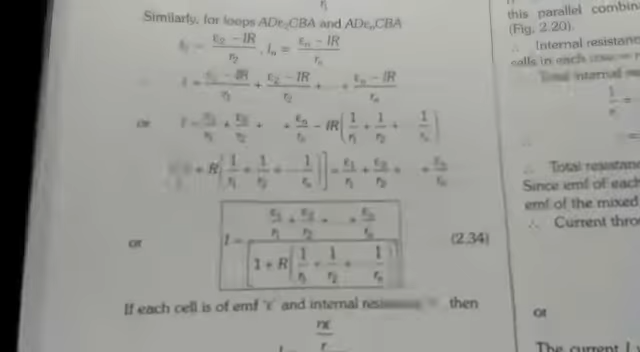 r₁
Similarly, for loops ADε₂CBA and ADεₙCBA
I₂ = (ε₂ − IR)/r₂ , Iₙ = (εₙ − IR)/rₙ
∴ I = (ε₁ − IR)/r₁ + (ε₂ − IR)/r₂ + . . + (εₙ − IR)/rₙ
or I = ε₁/r₁ + ε₂/r₂ + + εₙ/rₙ − IR(1/r₁ + 1/r₂ + 1/rₙ)
+ R(1/r₁ + 1/r₂ + 1/rₙ)] = ε₁/r₁ + ε₂/r₂ + + εₙ/rₙ
or I = (ε₁/r₁ + ε₂/r₂ + + εₙ/rₙ) / [1 + R(1/r₁ + 1/r₂ + 1/rₙ)] (2.34)
If each cell is of emf 'ε' and internal then
nε
r
this parallel combin
(Fig. 2.20).
∴ Internal resistanc
cells in each
Total internal
1
=
=
∴ Total resistanc
Since emf of each
emf of the mixed
∴ Current thro
or
The current I